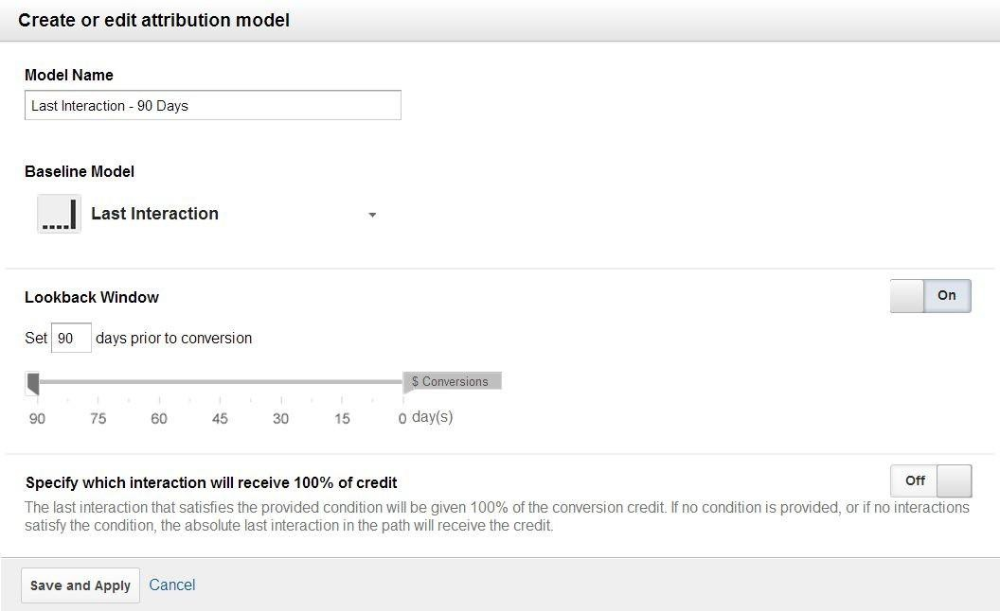 Create or edit attribution model
Model Name
Last Interaction - 90 Days
Baseline Model
Last Interaction
Lookback Window
On
Set 90 days prior to conversion
$ Conversions
90 75 60 45 30 15 0 day(s)
Specify which interaction will receive 100% of credit
Off
The last interaction that satisfies the provided condition will be given 100% of the conversion credit. If no condition is provided, or if no interactions
satisfy the condition, the absolute last interaction in the path will receive the credit.
Save and Apply Cancel